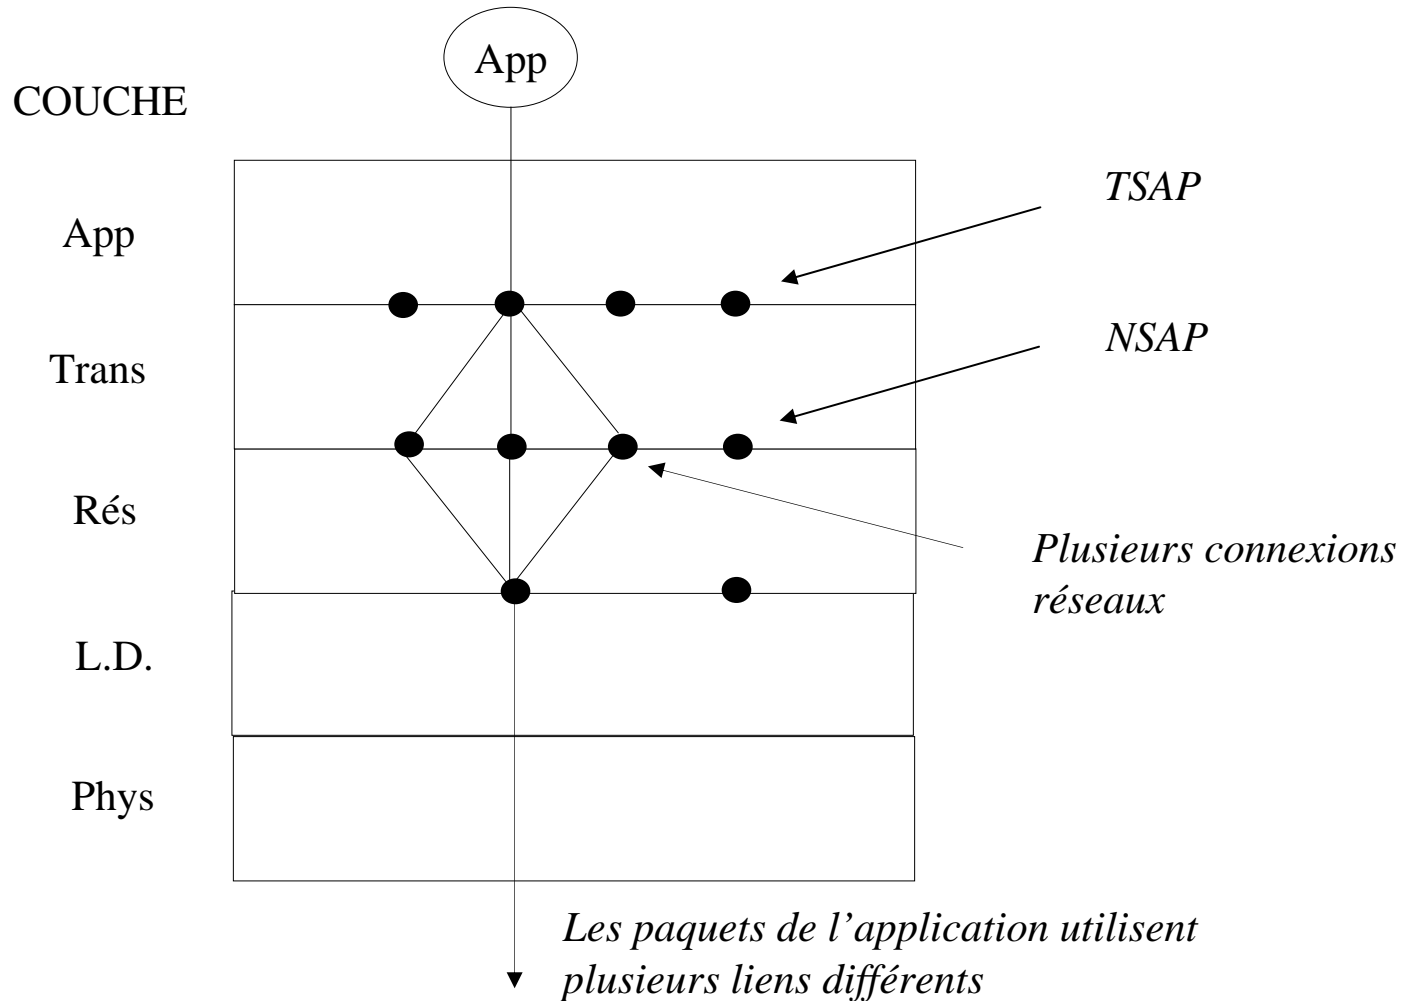 App
COUCHE
TSAP
App
NSAP
Trans
Rés
Plusieurs connexions
réseaux
L.D.
Phys
Les paquets de l’application utilisent
plusieurs liens différents